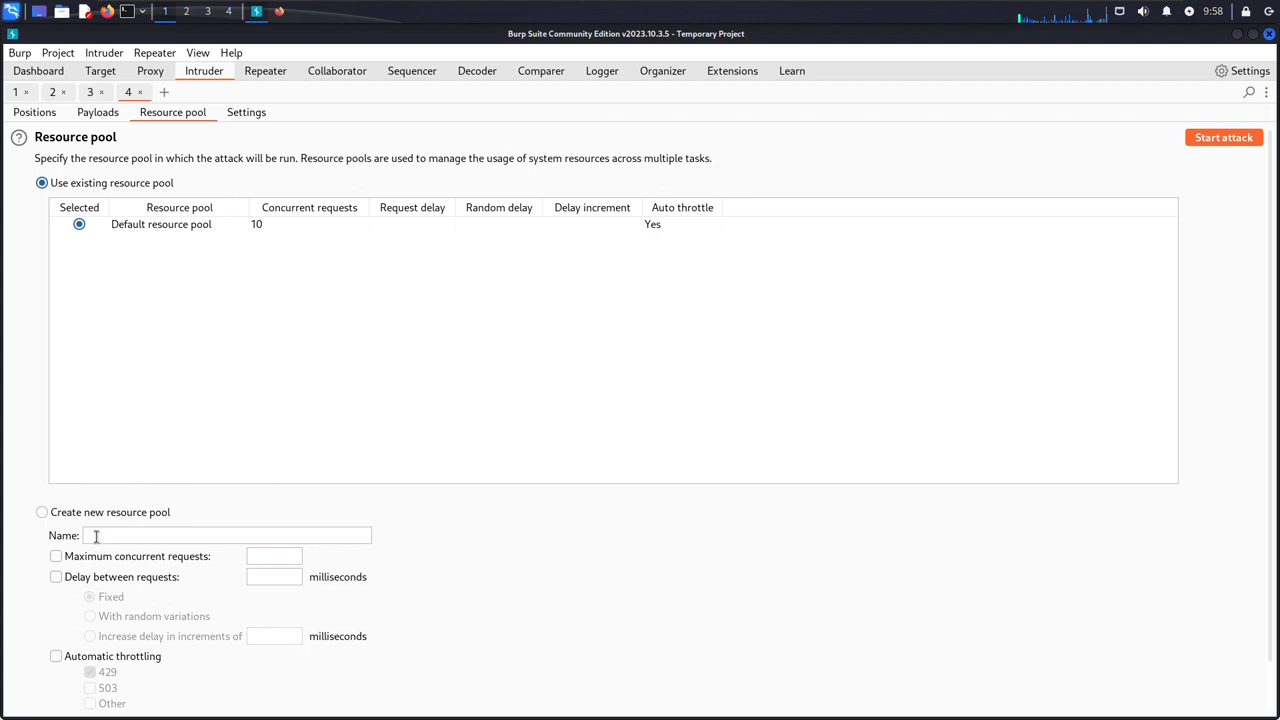 1 2 3 4 9:58
Burp Suite Community Edition v2023.10.3.5 - Temporary Project
Burp Project Intruder Repeater View Help
Dashboard Target Proxy Intruder Repeater Collaborator Sequencer Decoder Comparer Logger Organizer Extensions Learn Settings
1 × 2 × 3 × 4 × +
Positions Payloads Resource pool Settings
? Resource pool Start attack
Specify the resource pool in which the attack will be run. Resource pools are used to manage the usage of system resources across multiple tasks.
Use existing resource pool
Selected Resource pool Concurrent requests Request delay Random delay Delay increment Auto throttle
Default resource pool 10 Yes
Create new resource pool
Name:
Maximum concurrent requests:
Delay between requests: milliseconds
Fixed
With random variations
Increase delay in increments of milliseconds
Automatic throttling
429
503
Other